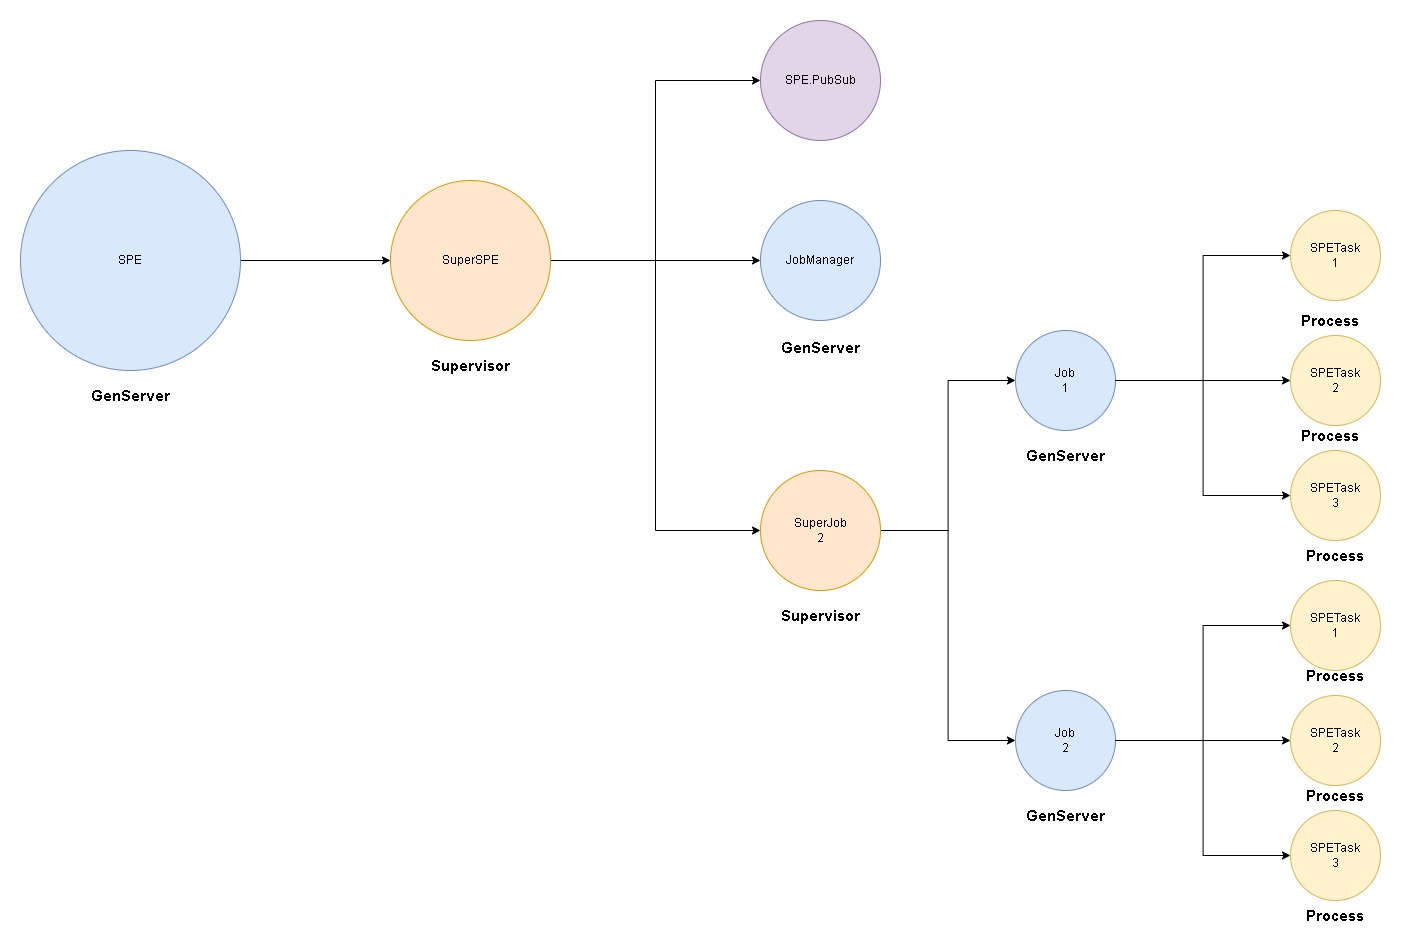 SPE
GenServer
SuperSPE
Supervisor
SPE.PubSub
JobManager
GenServer
SuperJob
2
Supervisor
Job
1
GenServer
SPETask
1
Process
SPETask
2
Process
SPETask
3
Process
Job
2
GenServer
SPETask
1
Process
SPETask
2
Process
SPETask
3
Process